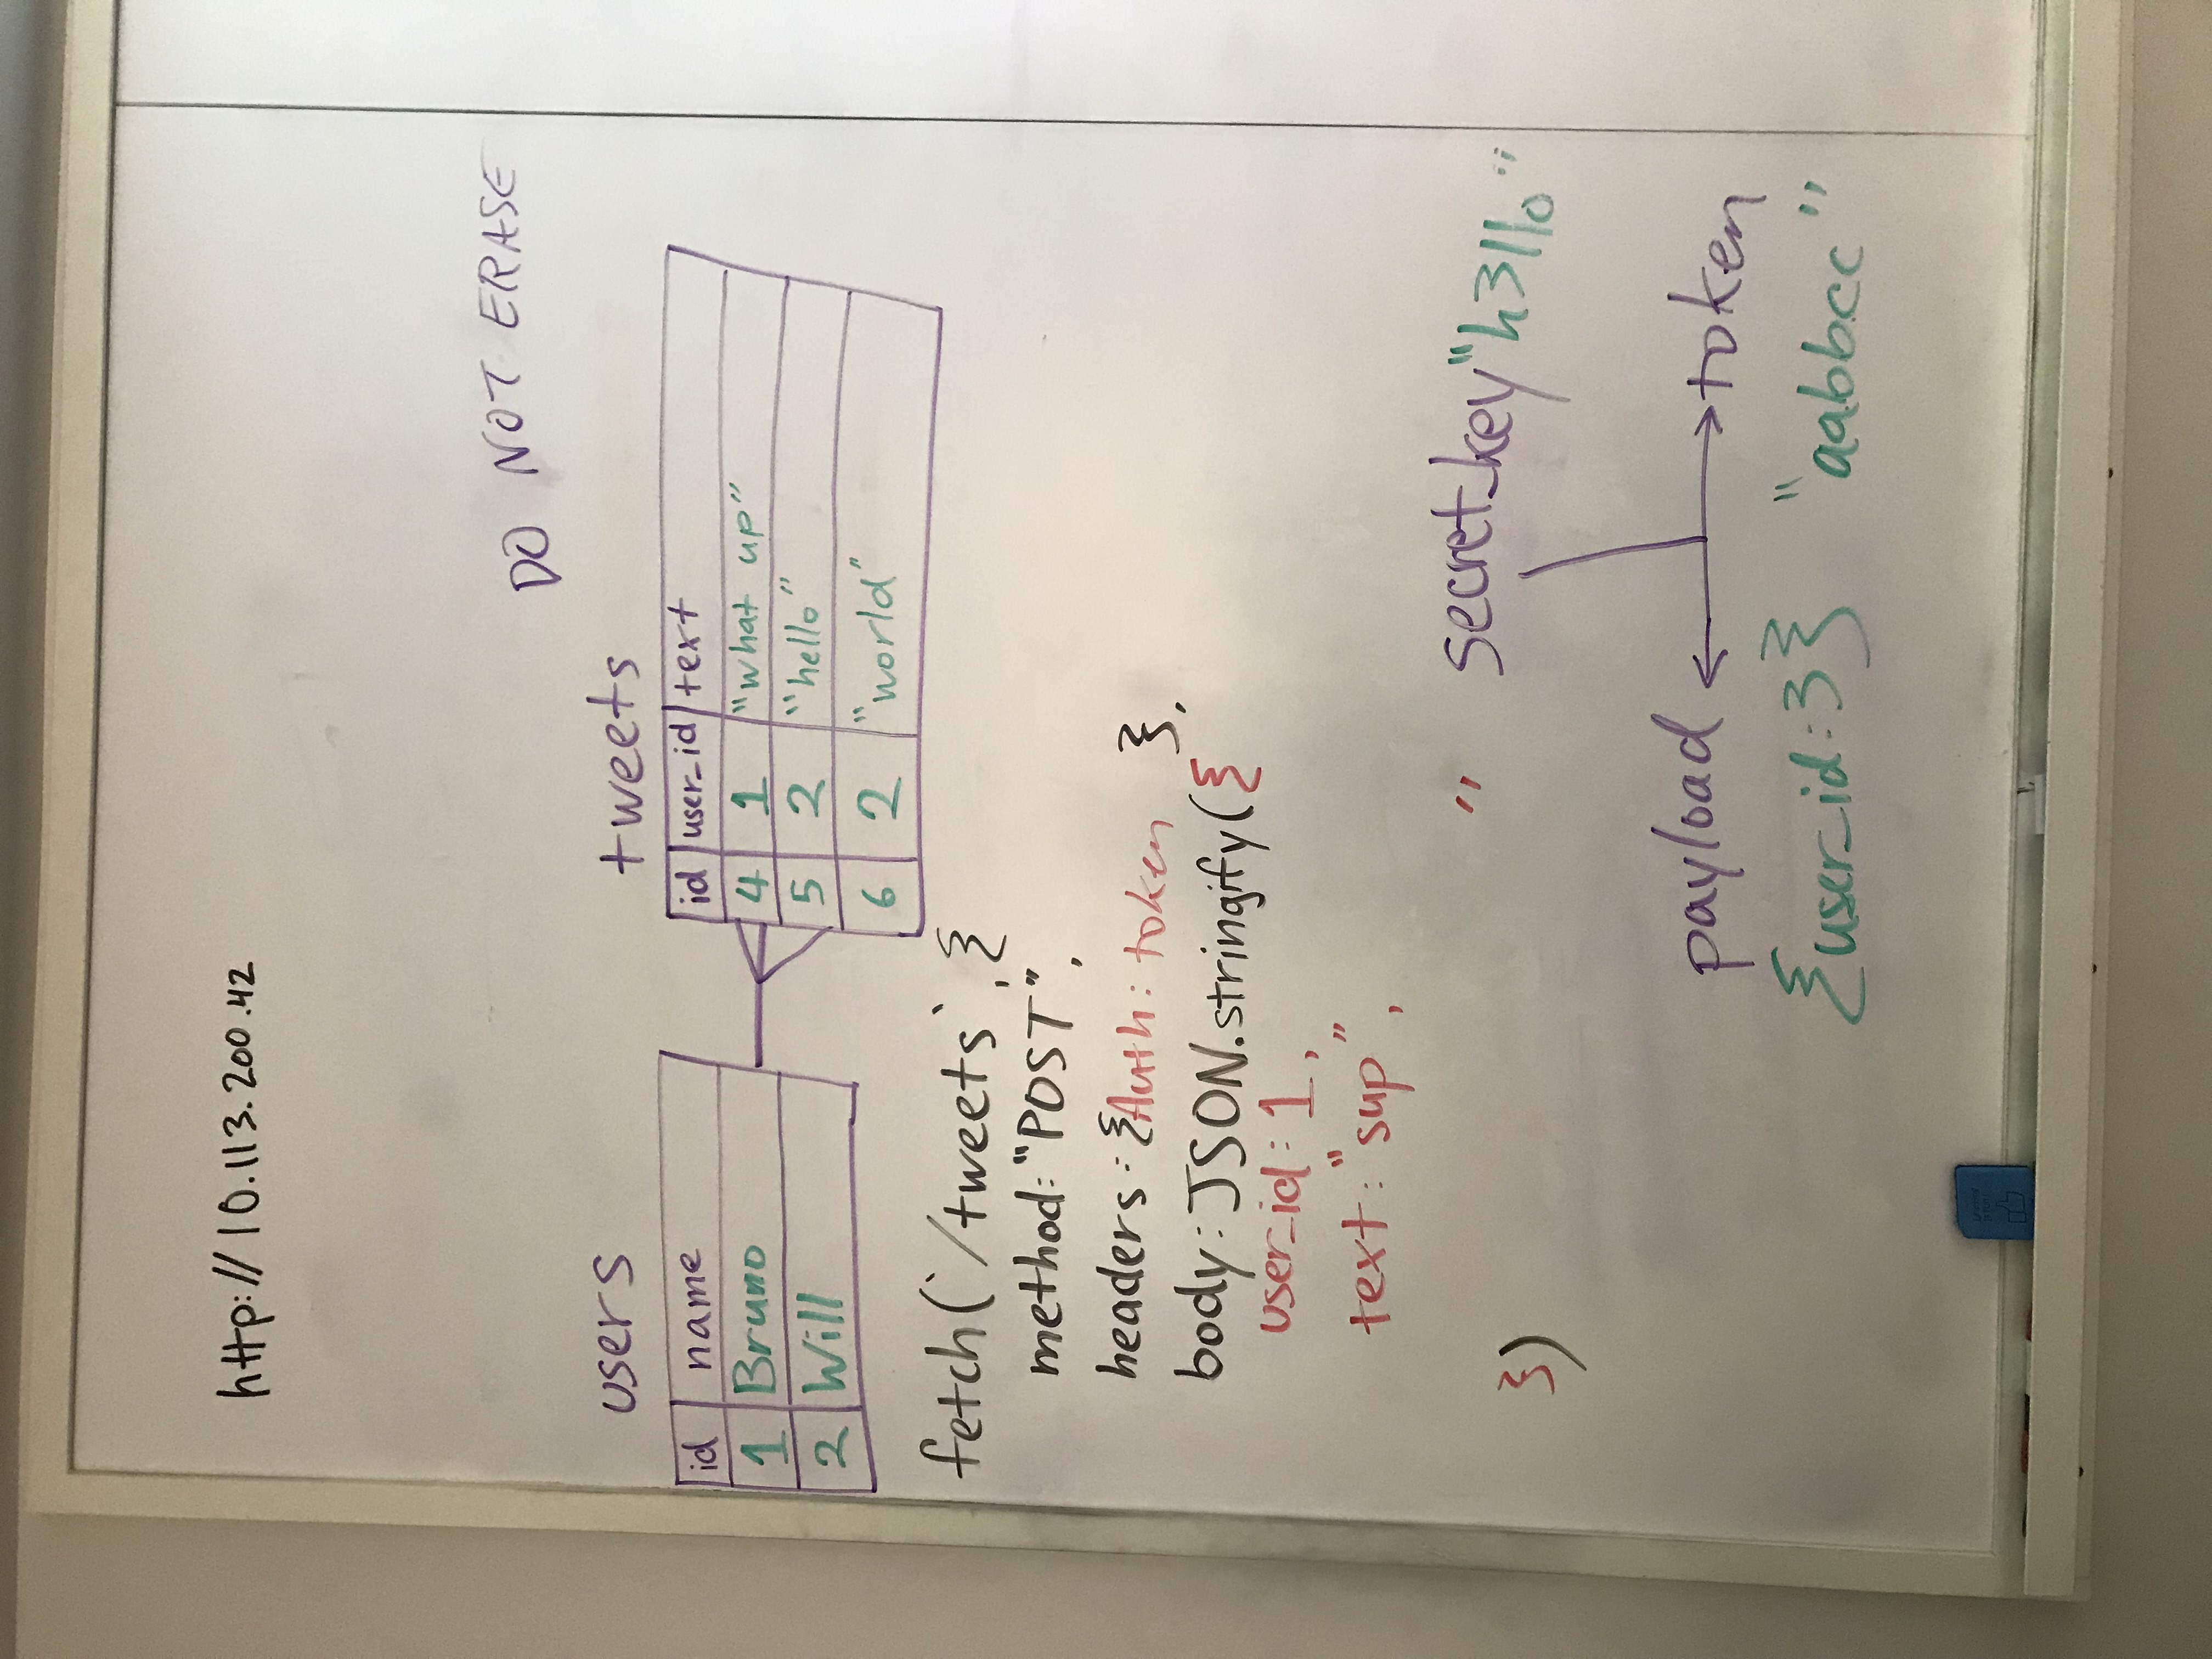 http://10.113.200.42
DO NOT ERASE
users
id name
1 Bruno
2 Will
tweets
id user_id text
4 1 "what up"
5 2 "hello"
6 2 "world"
fetch(`/tweets`,{
method:"POST",
headers:{Auth: token },
body:JSON.stringify({
user_id:1,
text:"sup",
"
})
secret_key "h3llo"
payload token
{user_id:3} "aabbcc"